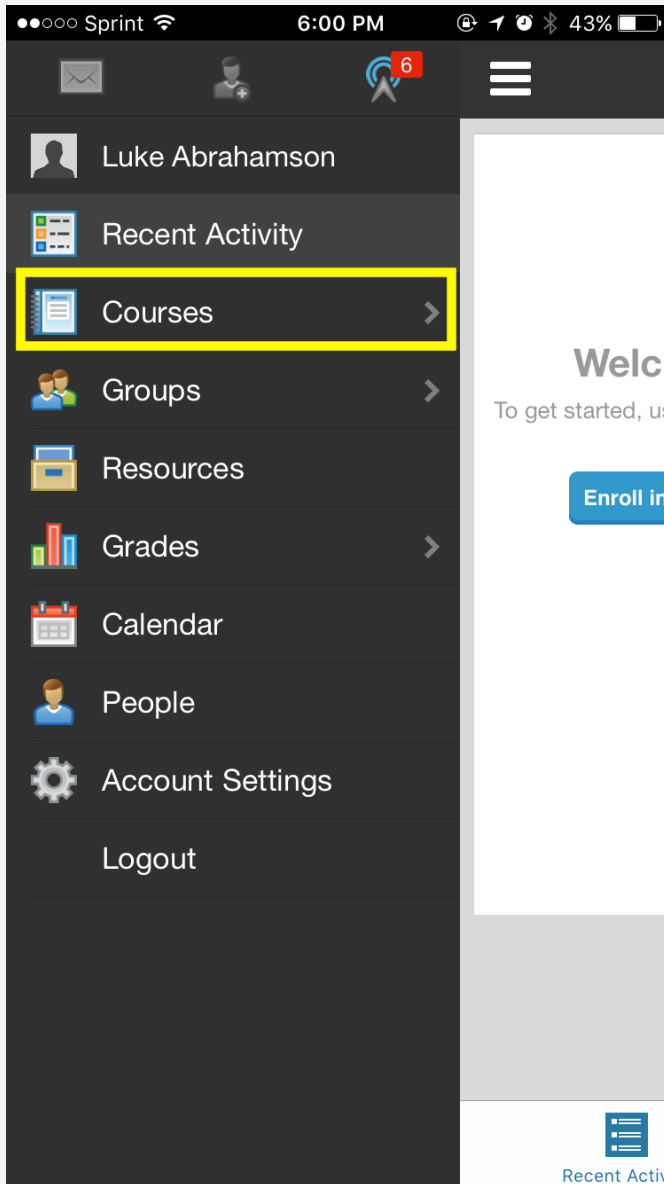 Sprint 6:00 PM 43%
6
Luke Abrahamson
Recent Activity
Courses
Groups
Resources
Grades
Calendar
People
Account Settings
Logout
Welc
To get started, us
Enroll in
Recent Activ